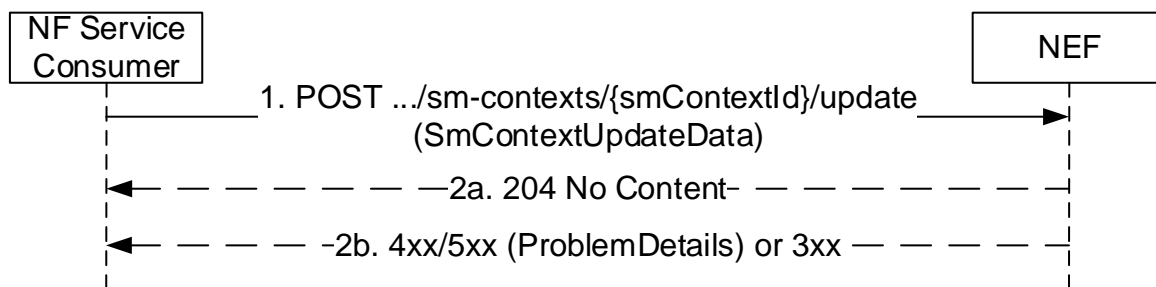 NF Service
Consumer
NEF
1. POST .../sm-contexts/{smContextId}/update
(SmContextUpdateData)
2a. 204 No Content
2b. 4xx/5xx (ProblemDetails) or 3xx